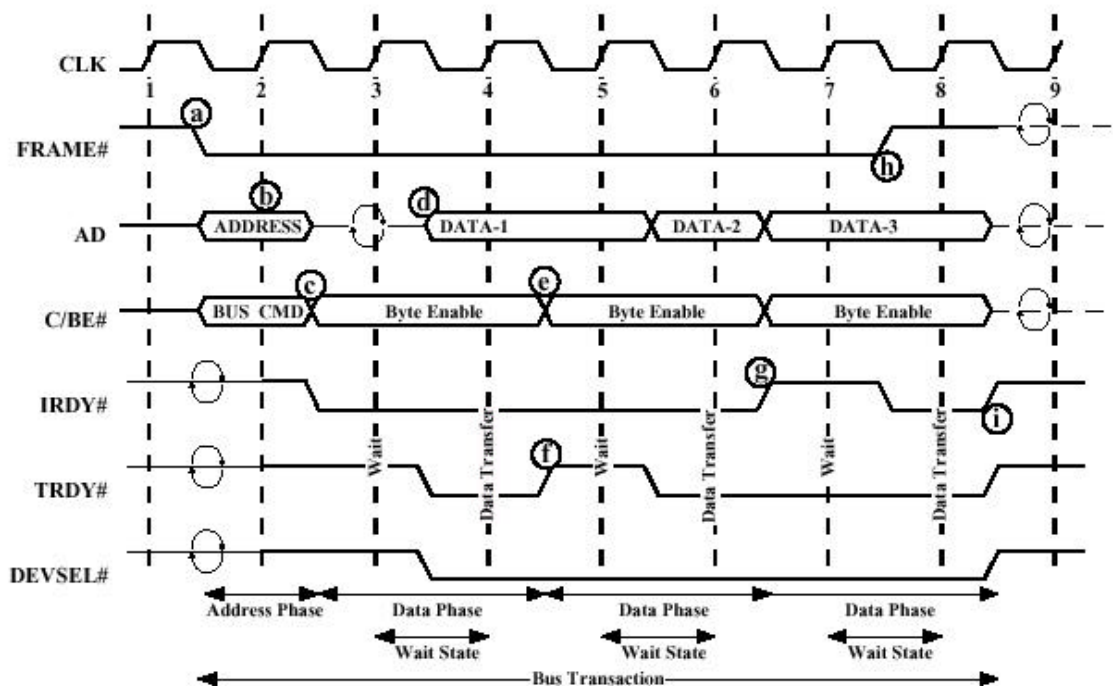 CLK
1 2 3 4 5 6 7 8 9
a
FRAME#
h
b
d
AD
ADDRESS DATA-1 DATA-2 DATA-3
c
e
C/BE#
BUS CMD Byte Enable Byte Enable Byte Enable
g
IRDY#
i
Wait
Data Transfer
Wait
Data Transfer
Wait
Data Transfer
f
TRDY#
DEVSEL#
Address Phase Data Phase Data Phase Data Phase
Wait State Wait State Wait State
Bus Transaction